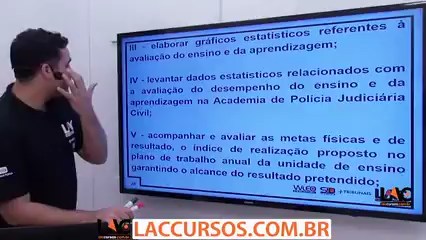 III - elaborar gráficos estatísticos referentes à
avaliação do ensino e da aprendizagem;
IV - levantar dados estatísticos relacionados com
a avaliação do desempenho do ensino e da
aprendizagem na Academia de Polícia Judiciária
Civil;
V - acompanhar e avaliar as metas físicas e de
resultado, o índice de realização proposto no
plano de trabalho anual da unidade de ensino
garantindo o alcance do resultado pretendido;
TRIBUNAIS
LACCURSOS.COM.BR